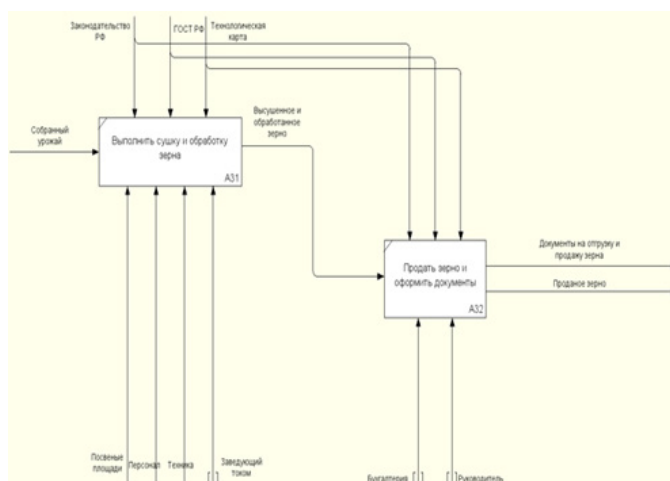 Законодательство
РФ
ГОСТ РФ
Технологическая
карта
Собранный
урожай
Выполнить сушку и обработку
зерна
A31
Высушенное и
обработанное
зерно
Продать зерно и
оформить документы
A32
Документы на отгрузку и
продажу зерна
Проданое зерно
Посвеные
площади
Персонал
Техника
Заведующий
током
Бухгалтерия
Руководитель